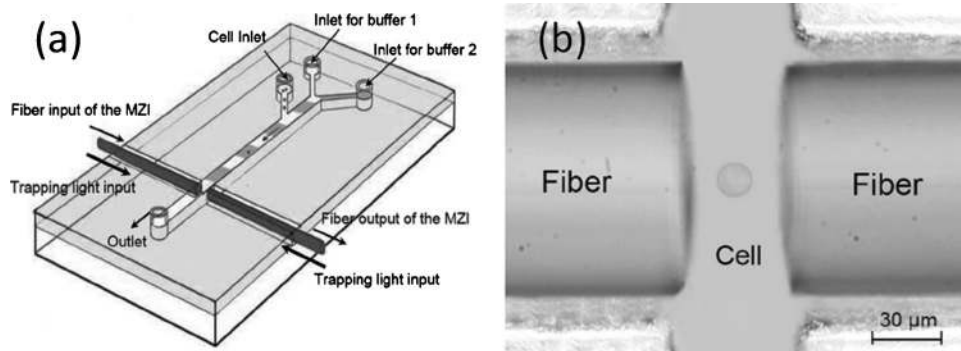 (a)
Inlet for buffer 1
Cell Inlet
Inlet for buffer 2
Fiber input of the MZI
Trapping light input
Outlet
Fiber output of the MZI
Trapping light input
(b)
Fiber
Fiber
Cell
30 µm